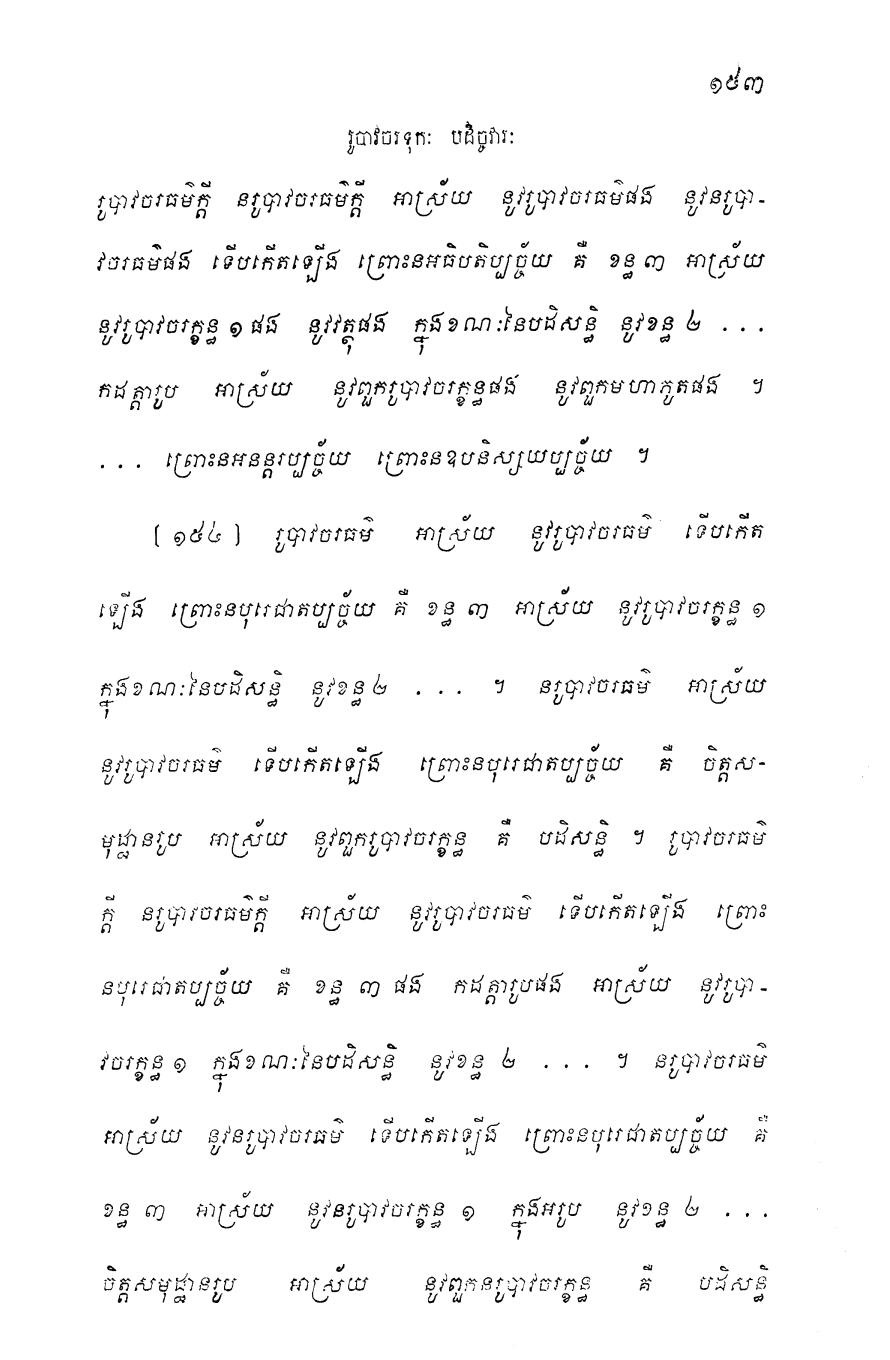 ១៥៣
រូបាវចរទុកៈ បដិច្ចវារៈ
រូបាវចរធម៌ក្តី នរូបាវចរធម៌ក្តី អាស្រ័យ នូវរូបាវចរធម៌ផង នូវនរូបា-
វចរធម៌ផង ទើបកើតឡើង ព្រោះនអធិបតិប្បច្ច័យ គឺ ខន្ធ ៣ អាស្រ័យ
នូវរូបាវចរក្ខន្ធ ១ ផង នូវវត្ថុផង ក្នុងខណៈនៃបដិសន្ធិ នូវខន្ធ ២ ...
កដត្តារូប អាស្រ័យ នូវពួករូបាវចរក្ខន្ធផង នូវពួកមហាភូតផង ។
... ព្រោះនអនន្តរប្បច្ច័យ ព្រោះនឧបនិស្សយប្បច្ច័យ ។
[ ១៥៤ ] រូបាវចរធម៌ អាស្រ័យ នូវរូបាវចរធម៌ ទើបកើត
ឡើង ព្រោះនបុរេជាតប្បច្ច័យ គឺ ខន្ធ ៣ អាស្រ័យ នូវរូបាវចរក្ខន្ធ ១
ក្នុងខណៈនៃបដិសន្ធិ នូវខន្ធ ២ ... ។ នរូបាវចរធម៌ អាស្រ័យ
នូវរូបាវចរធម៌ ទើបកើតឡើង ព្រោះនបុរេជាតប្បច្ច័យ គឺ ចិត្តស-
មុដ្ឋានរូប អាស្រ័យ នូវពួករូបាវចរក្ខន្ធ គឺ បដិសន្ធិ ។ រូបាវចរធម៌
ក្តី នរូបាវចរធម៌ក្តី អាស្រ័យ នូវរូបាវចរធម៌ ទើបកើតឡើង ព្រោះ
នបុរេជាតប្បច្ច័យ គឺ ខន្ធ ៣ ផង កដត្តារូបផង អាស្រ័យ នូវរូបា-
វចរក្ខន្ធ ១ ក្នុងខណៈនៃបដិសន្ធិ នូវខន្ធ ២ ... ។ នរូបាវចរធម៌
អាស្រ័យ នូវនរូបាវចរធម៌ ទើបកើតឡើង ព្រោះនបុរេជាតប្បច្ច័យ គឺ
ខន្ធ ៣ អាស្រ័យ នូវនរូបាវចរក្ខន្ធ ១ ក្នុងអរូប នូវខន្ធ ២ ...
ចិត្តសមុដ្ឋានរូប អាស្រ័យ នូវពួកនរូបាវចរក្ខន្ធ គឺ បដិសន្ធិ